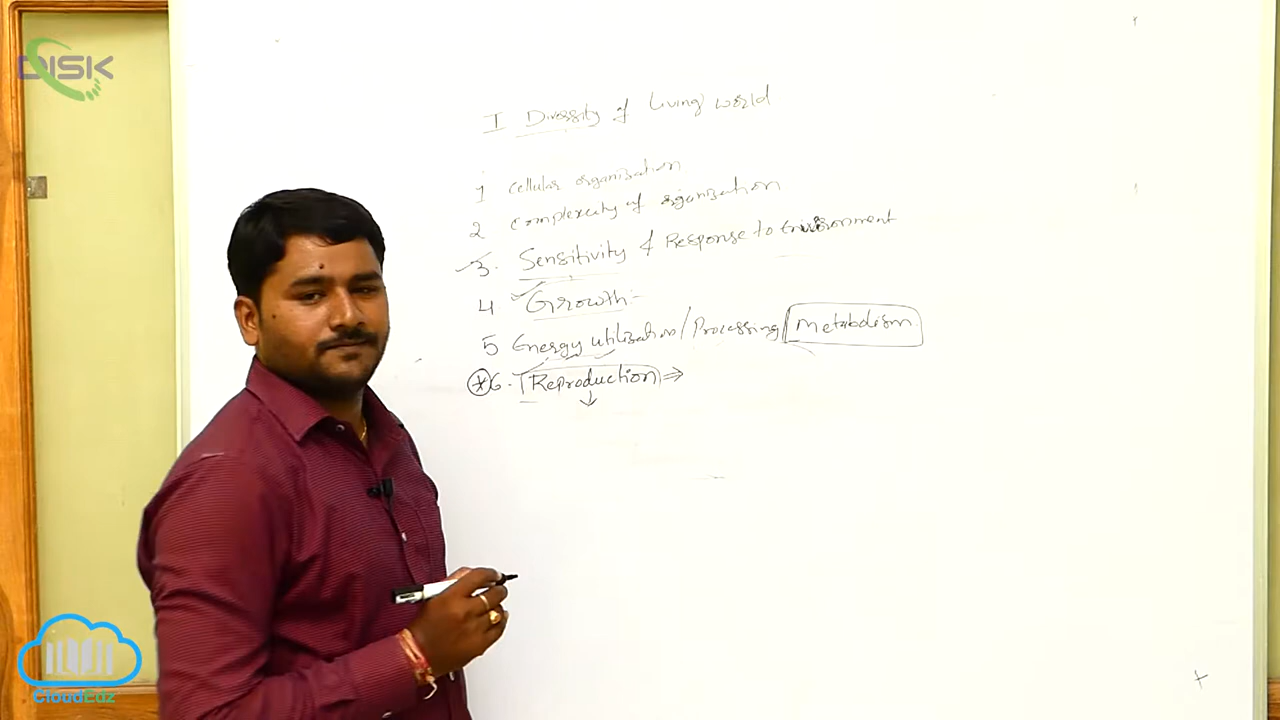 DISK
I Diversity of Living world
1 Cellular organisation
2 Complexity of organization
3. Sensitivity & Response to Environment
4 Growth:-
5 Energy utilization/Processing/Metabolism
*6. Reproduction ⇒
↓
CloudEdz